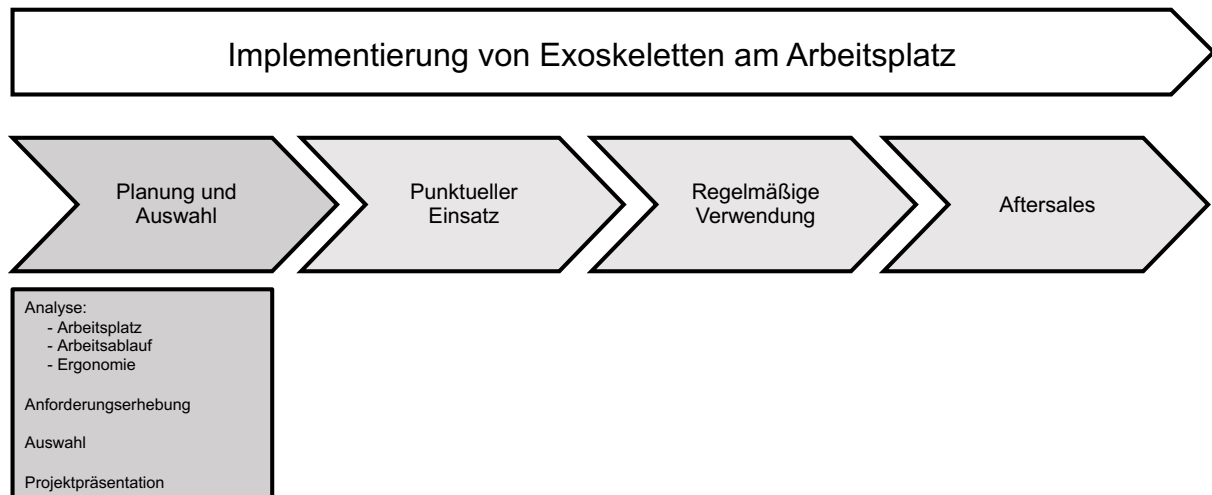 Implementierung von Exoskeletten am Arbeitsplatz
Planung und
Auswahl
Punktueller
Einsatz
Regelmäßige
Verwendung
Aftersales
Analyse:
- Arbeitsplatz
- Arbeitsablauf
- Ergonomie
Anforderungserhebung
Auswahl
Projektpräsentation